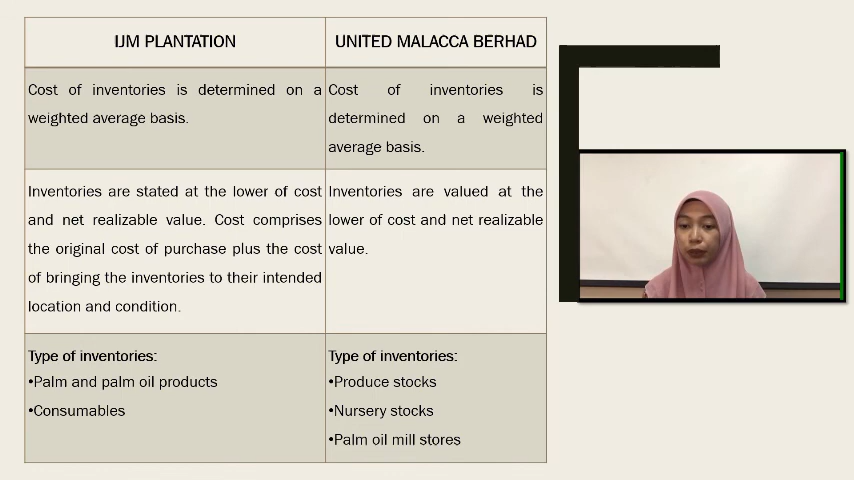 IJM PLANTATION
UNITED MALACCA BERHAD
Cost of inventories is determined on a
weighted average basis.
Cost of inventories is
determined on a weighted
average basis.
Inventories are stated at the lower of cost
and net realizable value. Cost comprises
the original cost of purchase plus the cost
of bringing the inventories to their intended
location and condition.
Inventories are valued at the
lower of cost and net realizable
value.
Type of inventories:
•Palm and palm oil products
•Consumables
Type of inventories:
•Produce stocks
•Nursery stocks
•Palm oil mill stores